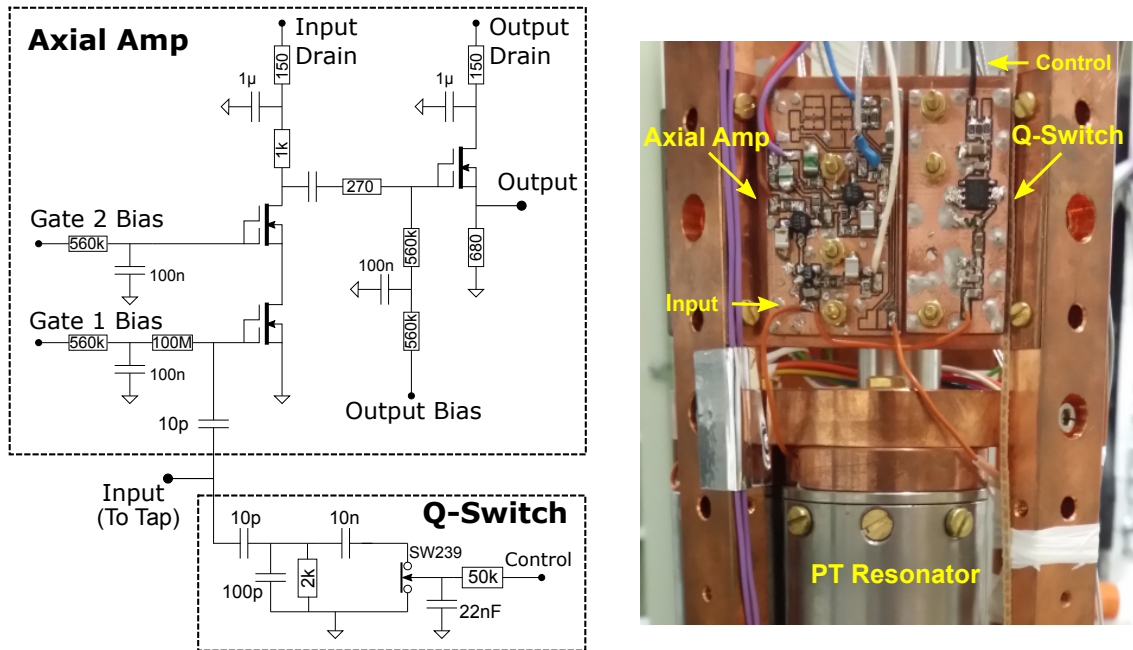 Axial Amp
Input
Drain
Output
Drain
150
150
1µ
1µ
1k
270
Output
Gate 2 Bias
560k
100n
560k
680
100n
Gate 1 Bias
560k
100M
100n
560k
Output Bias
10p
Input
(To Tap)
Q-Switch
10p
10n
SW239
Control
2k
50k
100p
22nF
Control
Axial Amp
Q-Switch
Input
PT Resonator